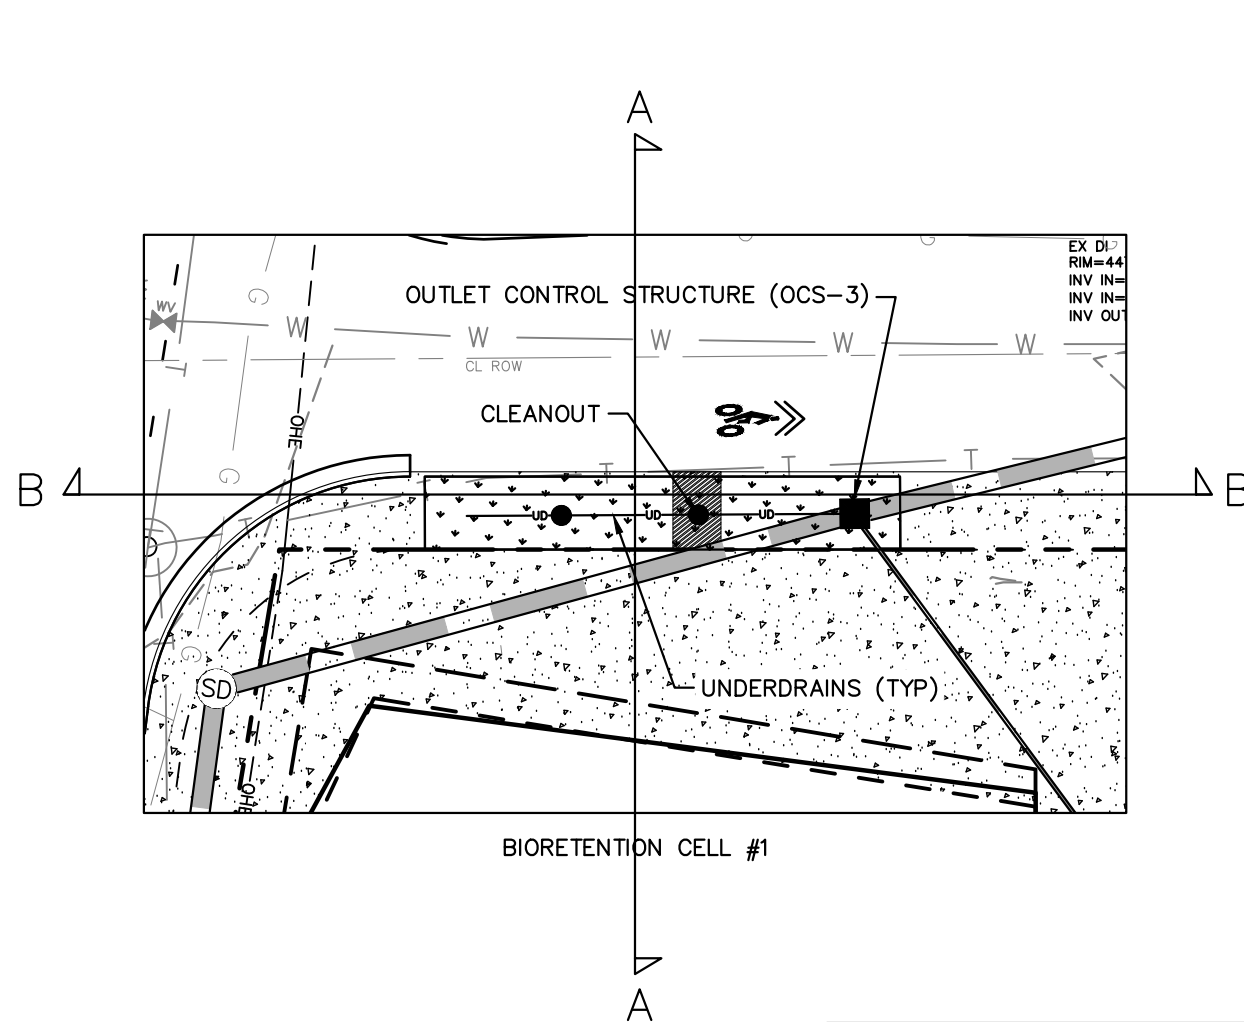 A
EX DI
RIM=44
INV IN=
INV IN=
INV OUT
G
G
WV
OUTLET CONTROL STRUCTURE (OCS-3)
W
W
W
W
W
CL ROW
T
CLEANOUT
OHE
T
T
T
G
B
B
UD
UD
UD
T
D
G
SD
UNDERDRAINS (TYP)
OHE
BIORETENTION CELL #1
A